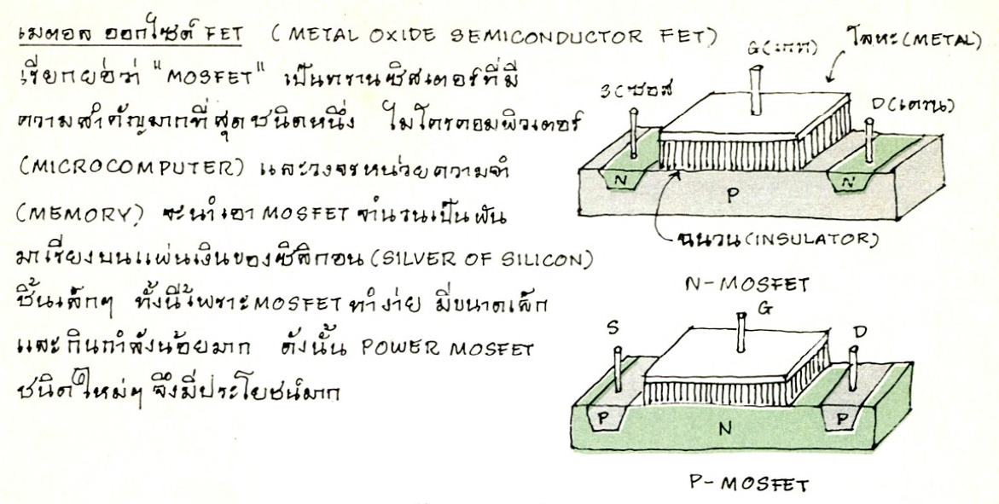 เมตอล ออกไซด์ FET (METAL OXIDE SEMICONDUCTOR FET)
เรียกย่อว่า "MOSFET" เป็นทรานซิสเตอร์ที่มี
ความสำคัญมากที่สุดชนิดหนึ่ง ไมโครคอมพิวเตอร์
(MICROCOMPUTER) และวงจรหน่วยความจำ
(MEMORY) จะนำเอา MOSFET จำนวนเป็นพัน
มาเรียงบนแผ่นเงินของซิลิกอน (SILVER OF SILICON)
ชิ้นเล็กๆ ทั้งนี้เพราะ MOSFET ทำง่าย มีขนาดเล็ก
และกินกำลังน้อยมาก ดังนั้น POWER MOSFET
ชนิดใหม่ๆ จึงมีประโยชน์มาก
G(เกท)
โลหะ(METAL)
S(ซอส
D(เดรน)
N
N
P
ฉนวน(INSULATOR)
N-MOSFET
S
G
D
P
P
N
P-MOSFET